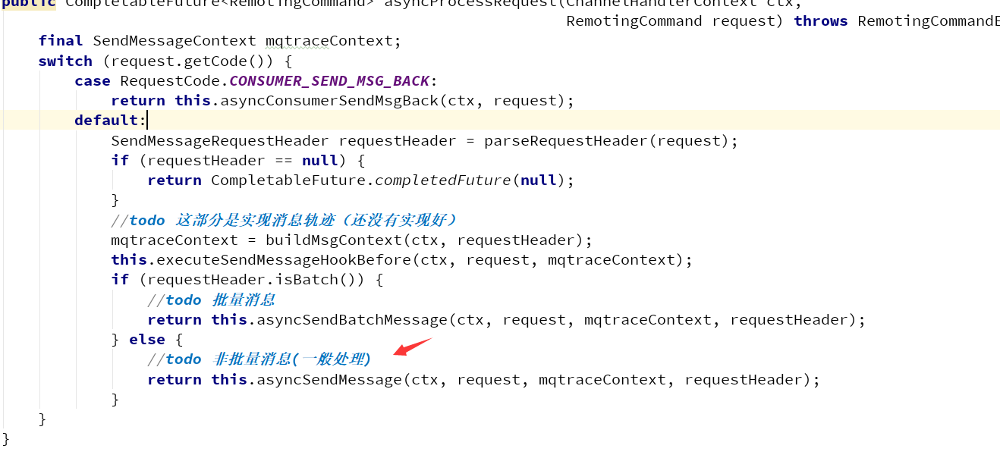 public CompletableFuture<RemotingCommand> asyncProcessRequest(ChannelHandlerContext ctx,
RemotingCommand request) throws RemotingCommandE
final SendMessageContext mqtraceContext;
switch (request.getCode()) {
case RequestCode.CONSUMER_SEND_MSG_BACK:
return this.asyncConsumerSendMsgBack(ctx, request);
default:
SendMessageRequestHeader requestHeader = parseRequestHeader(request);
if (requestHeader == null) {
return CompletableFuture.completedFuture(null);
}
//todo 这部分是实现消息轨迹（还没有实现好）
mqtraceContext = buildMsgContext(ctx, requestHeader);
this.executeSendMessageHookBefore(ctx, request, mqtraceContext);
if (requestHeader.isBatch()) {
//todo 批量消息
return this.asyncSendBatchMessage(ctx, request, mqtraceContext, requestHeader);
} else {
//todo 非批量消息(一般处理)
return this.asyncSendMessage(ctx, request, mqtraceContext, requestHeader);
}
}
}